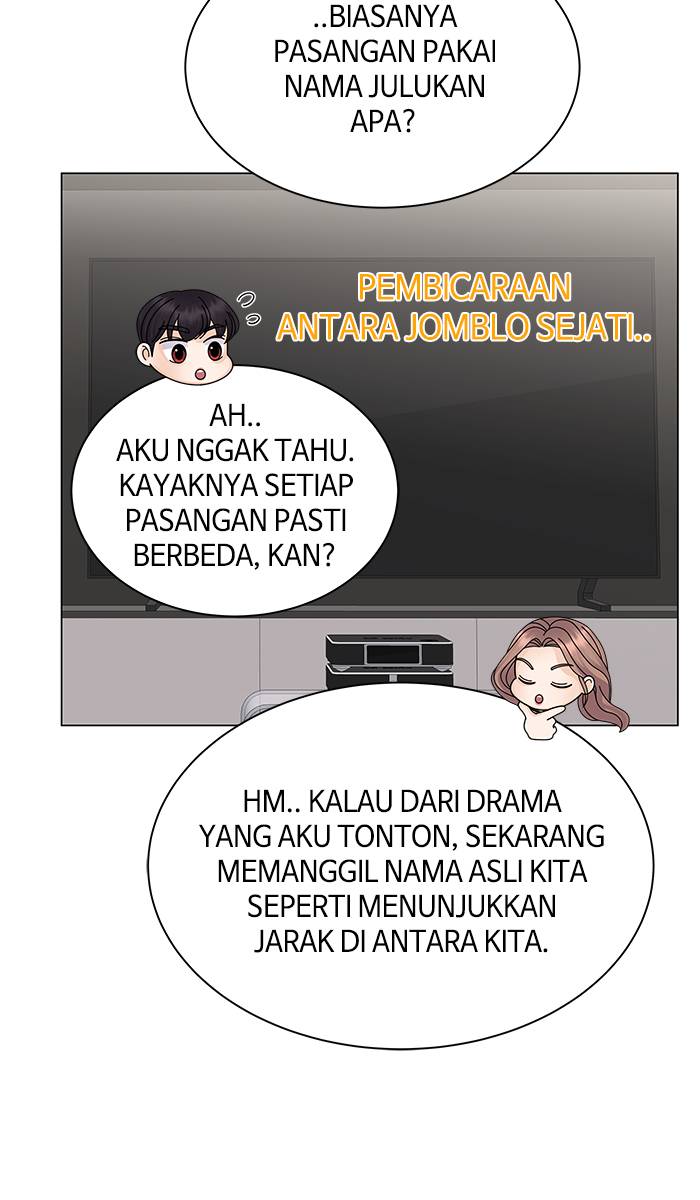 ..BIASANYA
PASANGAN PAKAI
NAMA JULUKAN
APA?
PEMBICARAAN
ANTARA JOMBLO SEJATI..
AH..
AKU NGGAK TAHU.
KAYAKNYA SETIAP
PASANGAN PASTI
BERBEDA, KAN?
HM.. KALAU DARI DRAMA
YANG AKU TONTON, SEKARANG
MEMANGGIL NAMA ASLI KITA
SEPERTI MENUNJUKKAN
JARAK DI ANTARA KITA.